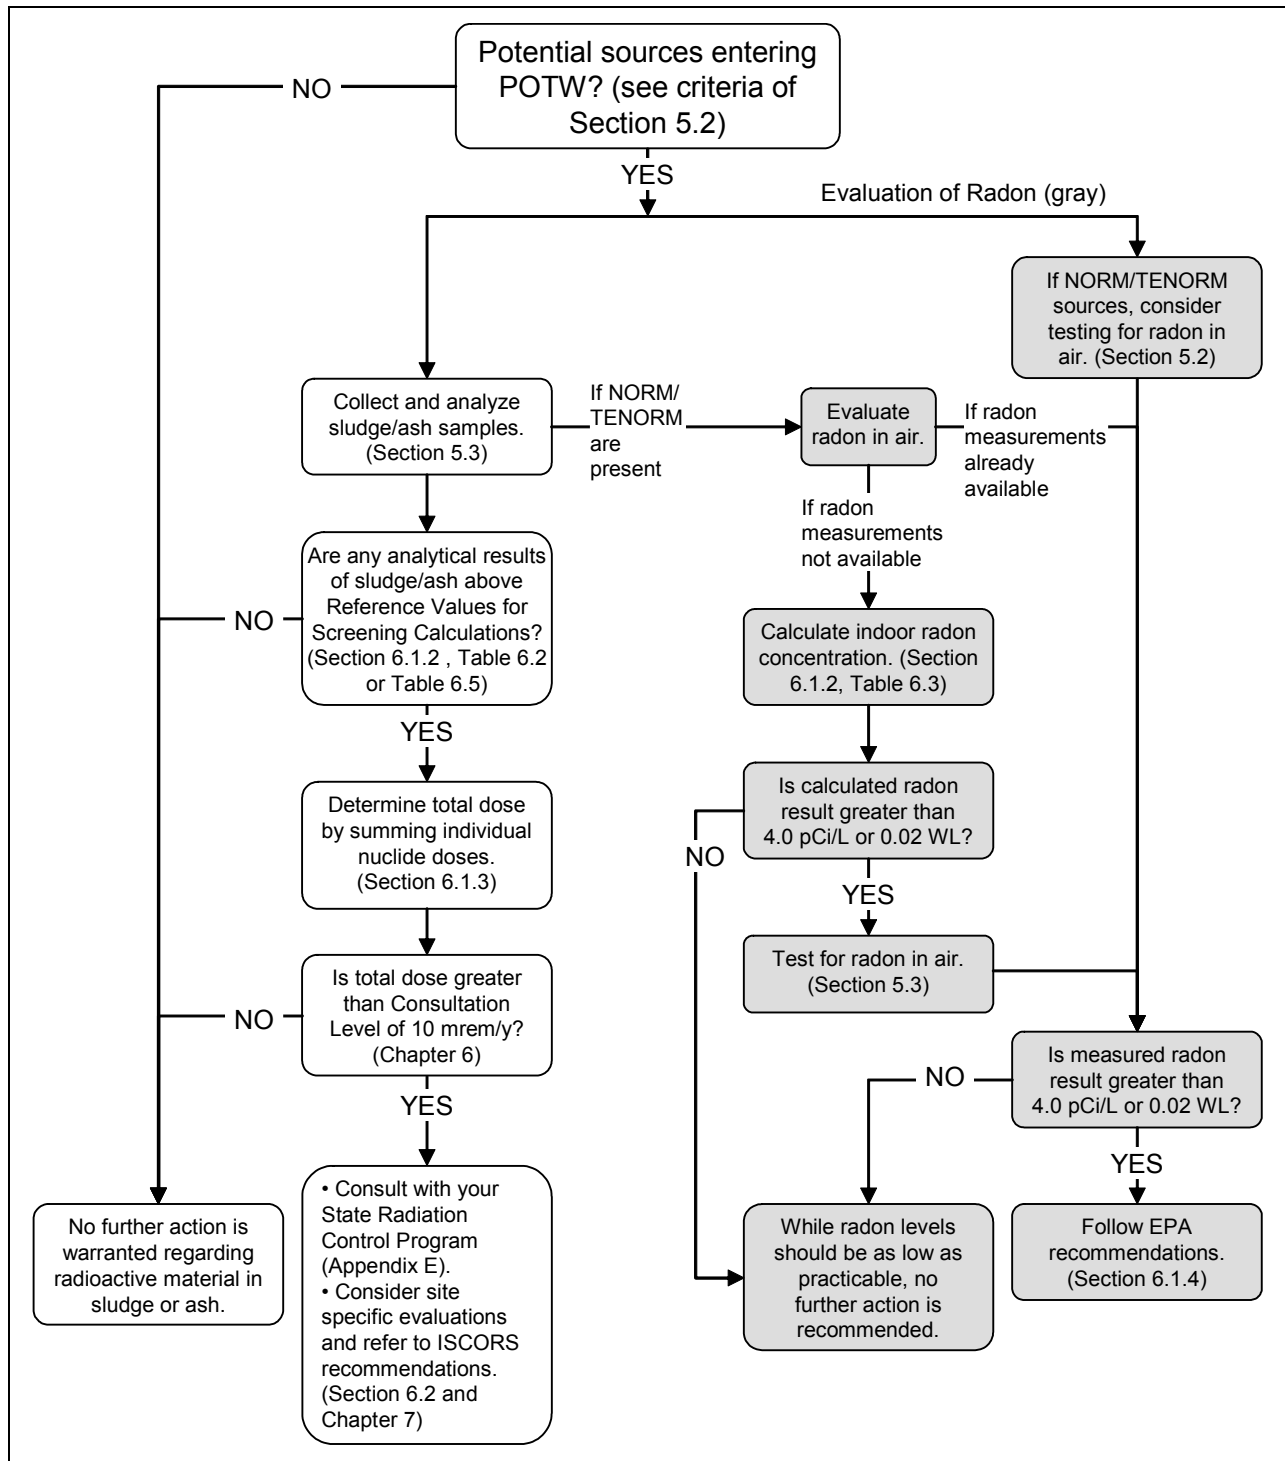 Potential sources entering
POTW? (see criteria of
Section 5.2)
NO
YES
Evaluation of Radon (gray)
If NORM/TENORM
sources, consider
testing for radon in
air. (Section 5.2)
Collect and analyze
sludge/ash samples.
(Section 5.3)
If NORM/
TENORM
are
present
Evaluate
radon in air.
If radon
measurements
already
available
If radon
measurements
not available
Are any analytical results
of sludge/ash above
Reference Values for
Screening Calculations?
(Section 6.1.2 , Table 6.2
or Table 6.5)
NO
YES
Calculate indoor radon
concentration. (Section
6.1.2, Table 6.3)
Determine total dose
by summing individual
nuclide doses.
(Section 6.1.3)
Is calculated radon
result greater than
4.0 pCi/L or 0.02 WL?
NO
YES
Test for radon in air.
(Section 5.3)
Is total dose greater
than Consultation
Level of 10 mrem/y?
(Chapter 6)
NO
YES
Is measured radon
result greater than
4.0 pCi/L or 0.02 WL?
NO
YES
No further action is
warranted regarding
radioactive material in
sludge or ash.
• Consult with your
State Radiation
Control Program
(Appendix E).
• Consider site
specific evaluations
and refer to ISCORS
recommendations.
(Section 6.2 and
Chapter 7)
While radon levels
should be as low as
practicable, no
further action is
recommended.
Follow EPA
recommendations.
(Section 6.1.4)